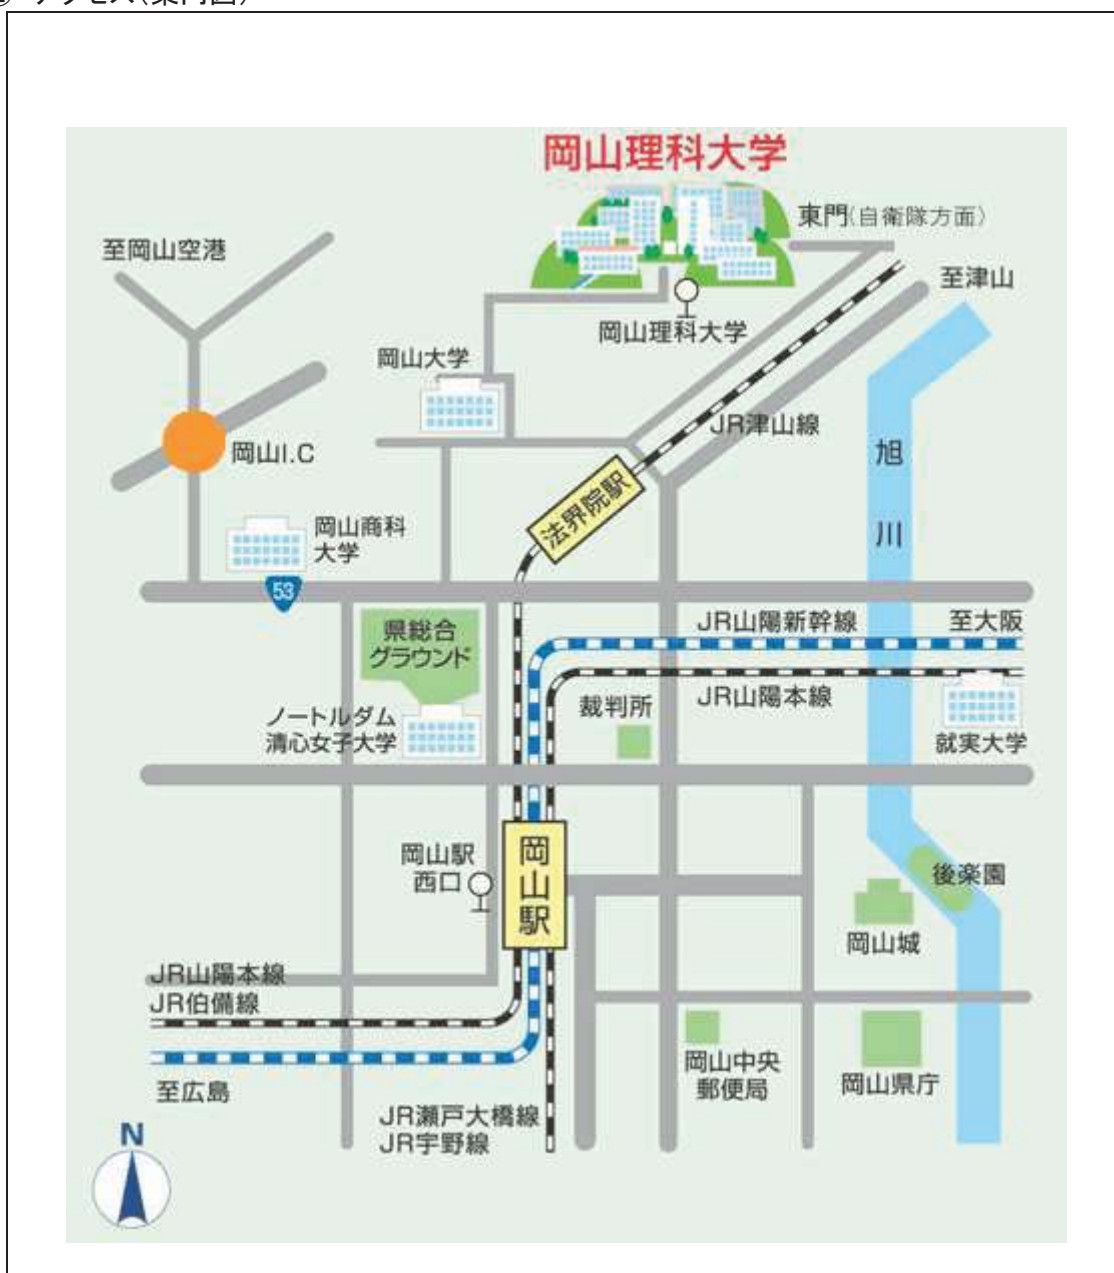 アクセス(案内図)
岡山理科大学
東門(自衛隊方面)
至岡山空港
至津山
岡山理科大学
岡山大学
JR津山線
岡山I.C
旭
川
法界院駅
岡山商科
大学
53
県総合
グラウンド
JR山陽新幹線
至大阪
JR山陽本線
裁判所
ノートルダム
清心女子大学
就実大学
岡山駅
西口
岡山駅
後楽園
岡山城
JR山陽本線
JR伯備線
岡山中央
郵便局
岡山県庁
至広島
JR瀬戸大橋線
JR宇野線
N